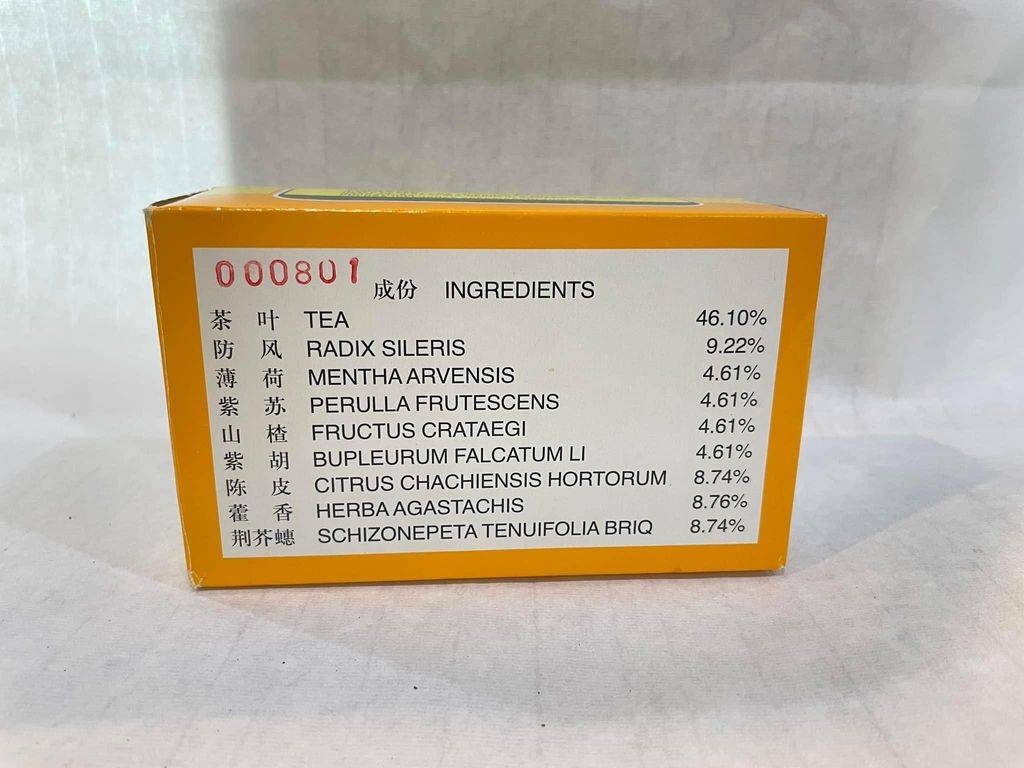 000801
成份 INGREDIENTS
茶叶 TEA 46.10%
防风 RADIX SILERIS 9.22%
薄荷 MENTHA ARVENSIS 4.61%
紫苏 PERULLA FRUTESCENS 4.61%
山楂 FRUCTUS CRATAEGI 4.61%
紫胡 BUPLEURUM FALCATUM LI 4.61%
陈皮 CITRUS CHACHIENSIS HORTORUM 8.74%
藿香 HERBA AGASTACHIS 8.76%
荆芥蟪 SCHIZONEPETA TENUIFOLIA BRIQ 8.74%